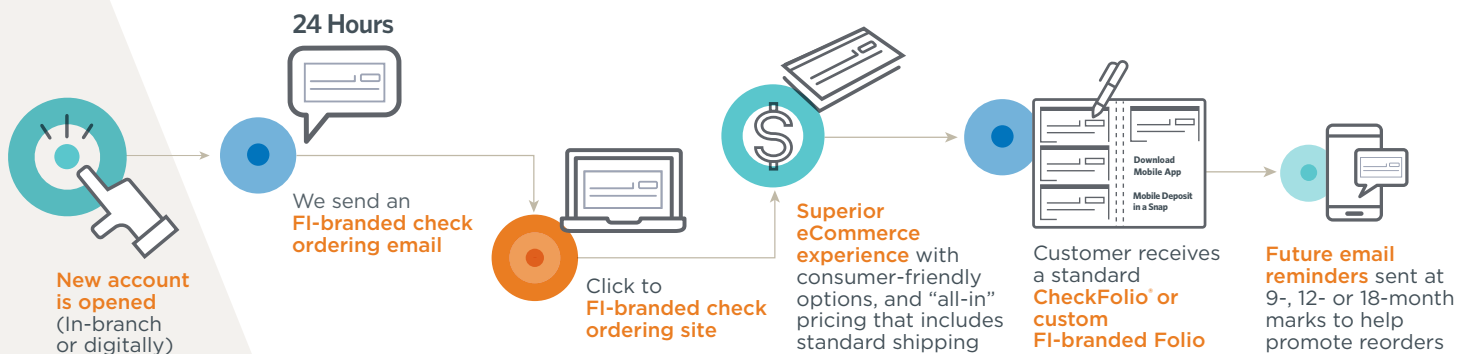 24 Hours
New account
is opened
(In-branch
or digitally)
We send an
FI-branded check
ordering email
Click to
FI-branded check
ordering site
$
Superior
eCommerce
experience with
consumer-friendly
options, and “all-in”
pricing that includes
standard shipping
Download
Mobile App
Mobile Deposit
in a Snap
Customer receives
a standard
CheckFolio® or
custom
FI-branded Folio
Future email
reminders sent at
9-, 12- or 18-month
marks to help
promote reorders